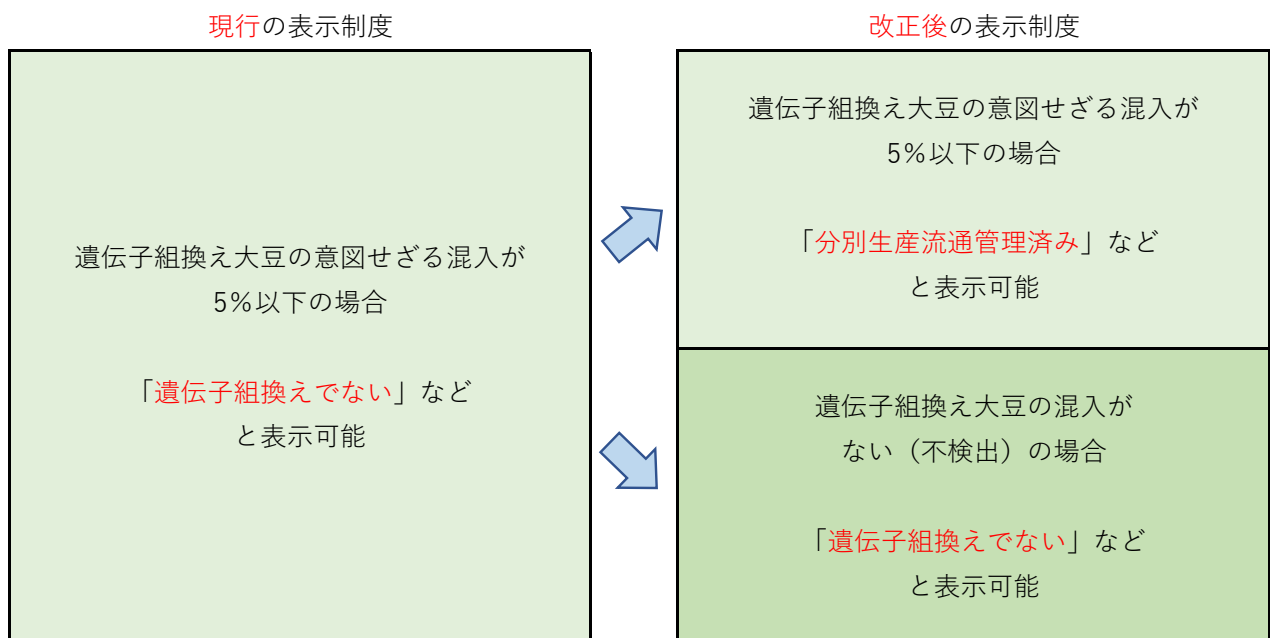 現行の表示制度
遺伝子組換え大豆の意図せざる混入が
5％以下の場合
「遺伝子組換えでない」など
と表示可能
改正後の表示制度
遺伝子組換え大豆の意図せざる混入が
5％以下の場合
「分別生産流通管理済み」など
と表示可能
遺伝子組換え大豆の混入が
ない（不検出）の場合
「遺伝子組換えでない」など
と表示可能